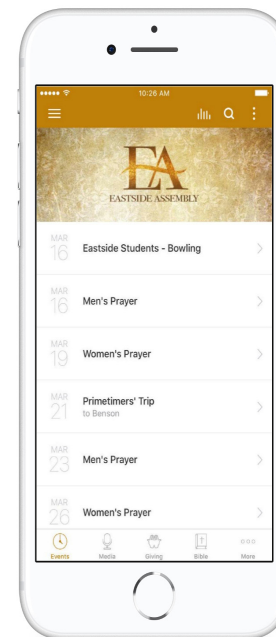 10:26 AM
EA
EASTSIDE ASSEMBLY
MAR
16
Eastside Students - Bowling
MAR
16
Men's Prayer
MAR
19
Women's Prayer
MAR
21
Primetimers' Trip
to Benson
MAR
23
Men's Prayer
MAR
26
Women's Prayer
Events
Media
Giving
Bible
More